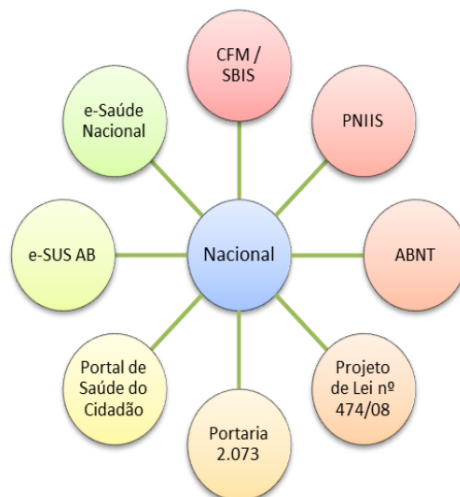 CFM /
SBIS
PNIIS
ABNT
Projeto
de Lei nº
474/08
Portaria
2.073
Portal de
Saúde do
Cidadão
e-SUS AB
e-Saúde
Nacional
Nacional